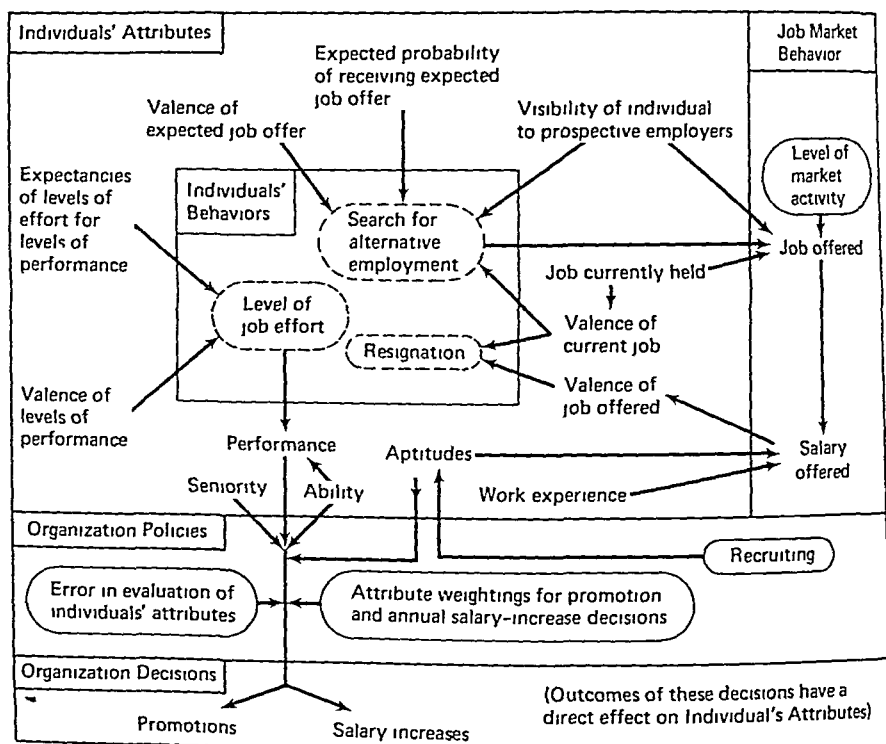 Individuals' Attributes
Job Market
Behavior
Expected probability
of receiving expected
job offer
Valence of
expected job offer
Visibility of individual
to prospective employers
Expectancies
of levels of
effort for
levels of
performance
Individuals'
Behaviors
Level of
market
activity
Search for
alternative
employment
Job offered
Job currently held
Level of
job effort
Valence of
current job
Resignation
Valence of
job offered
Valence of
levels of
performance
Performance
Aptitudes
Salary
offered
Seniority
Ability
Work experience
Organization Policies
Recruiting
Error in evaluation of
individuals' attributes
Attribute weightings for promotion
and annual salary-increase decisions
Organization Decisions
(Outcomes of these decisions have a
direct effect on Individual's Attributes)
Promotions
Salary increases